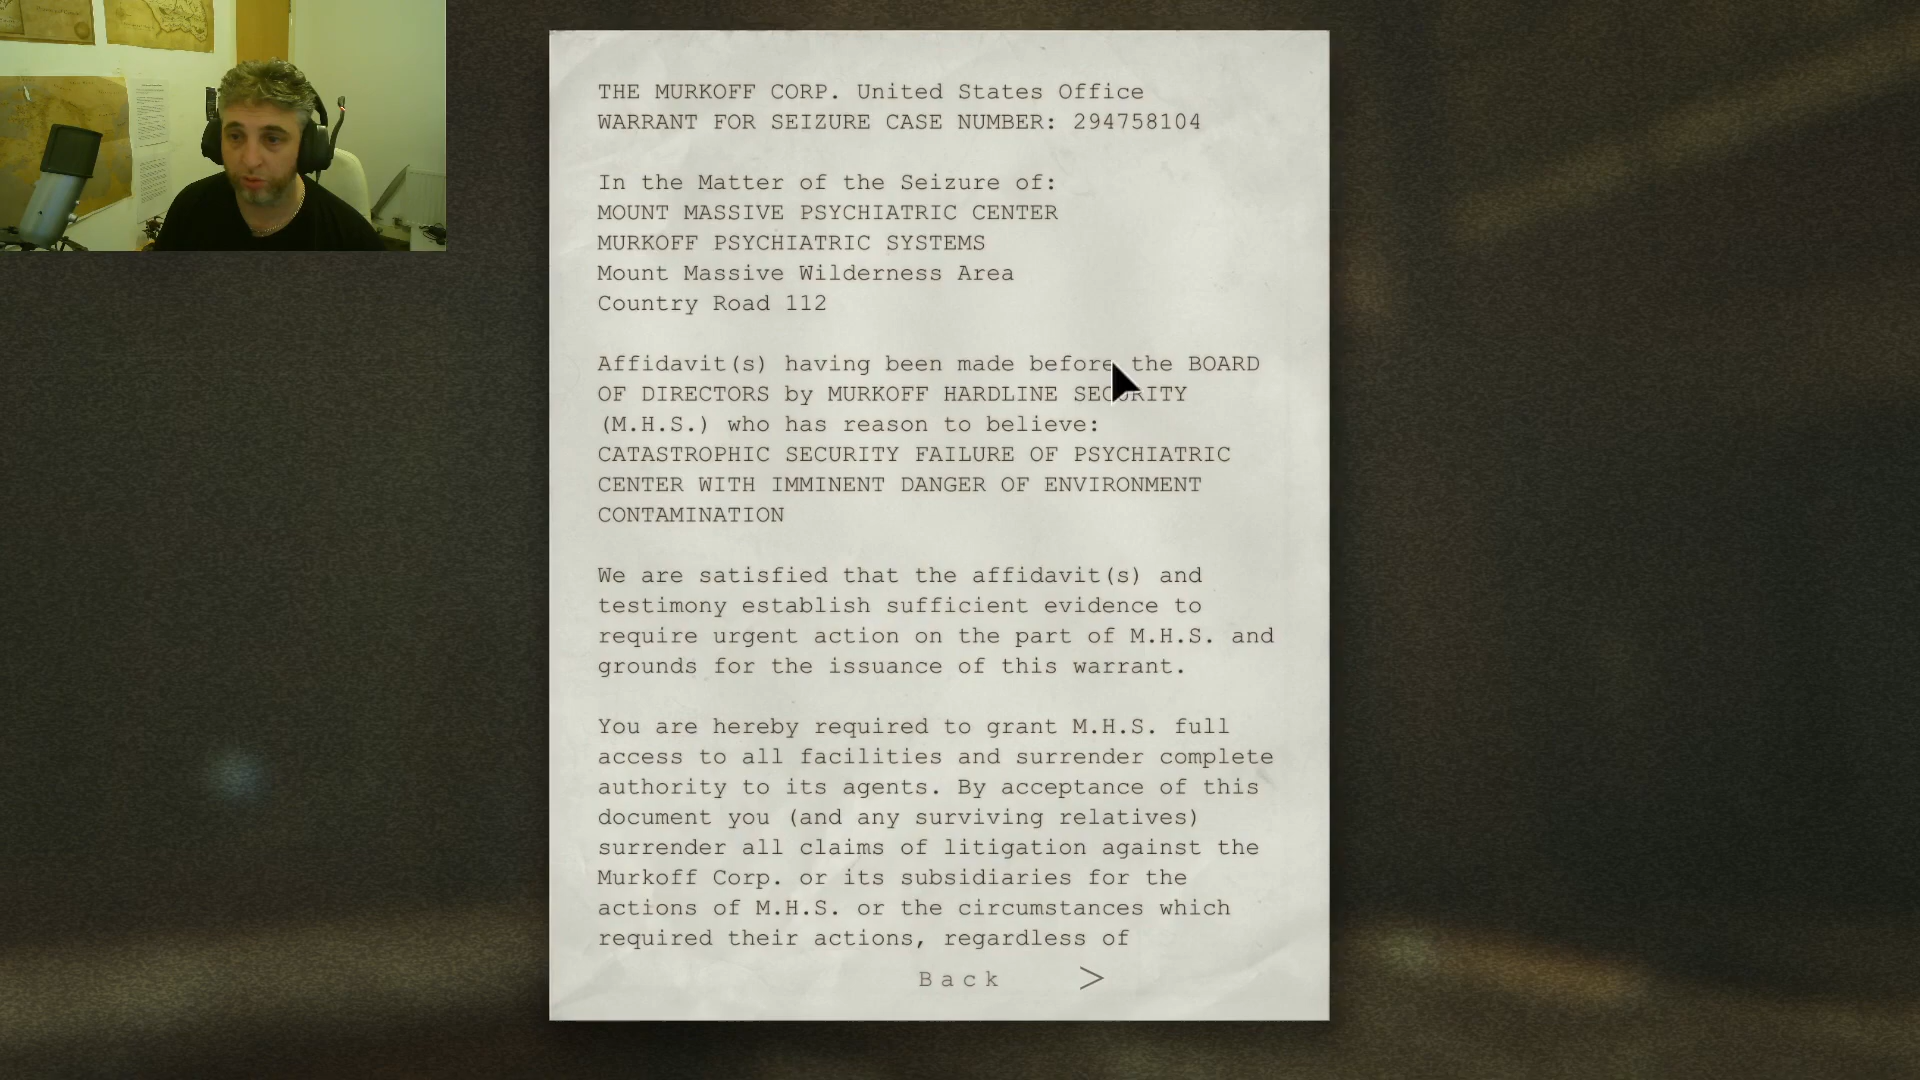 THE MURKOFF CORP. United States Office
WARRANT FOR SEIZURE CASE NUMBER: 294758104
In the Matter of the Seizure of:
MOUNT MASSIVE PSYCHIATRIC CENTER
MURKOFF PSYCHIATRIC SYSTEMS
Mount Massive Wilderness Area
Country Road 112
Affidavit(s) having been made before the BOARD
OF DIRECTORS by MURKOFF HARDLINE SECURITY
(M.H.S.) who has reason to believe:
CATASTROPHIC SECURITY FAILURE OF PSYCHIATRIC
CENTER WITH IMMINENT DANGER OF ENVIRONMENT
CONTAMINATION
We are satisfied that the affidavit(s) and
testimony establish sufficient evidence to
require urgent action on the part of M.H.S. and
grounds for the issuance of this warrant.
You are hereby required to grant M.H.S. full
access to all facilities and surrender complete
authority to its agents. By acceptance of this
document you (and any surviving relatives)
surrender all claims of litigation against the
Murkoff Corp. or its subsidiaries for the
actions of M.H.S. or the circumstances which
required their actions, regardless of
Back >